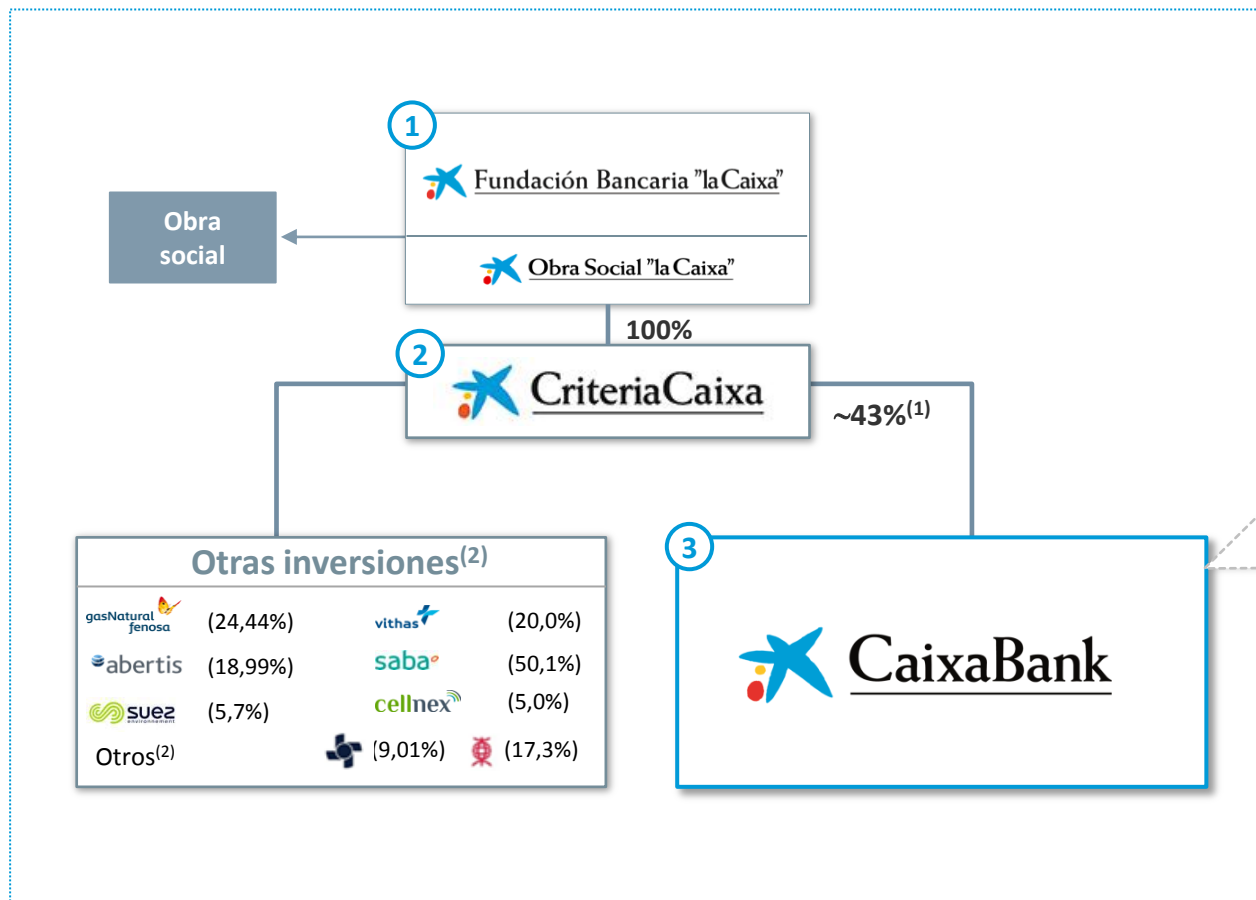 1
Fundación Bancaria "la Caixa"
Obra
social
Obra Social "la Caixa"
100%
2
CriteriaCaixa
~43%(1)
Otras inversiones(2)
gasNatural
fenosa
(24,44%)
vithas
(20,0%)
abertis
(18,99%)
saba
(50,1%)
suez
environnement
(5,7%)
cellnex
(5,0%)
Otros(2)
(9,01%)
(17,3%)
3
CaixaBank